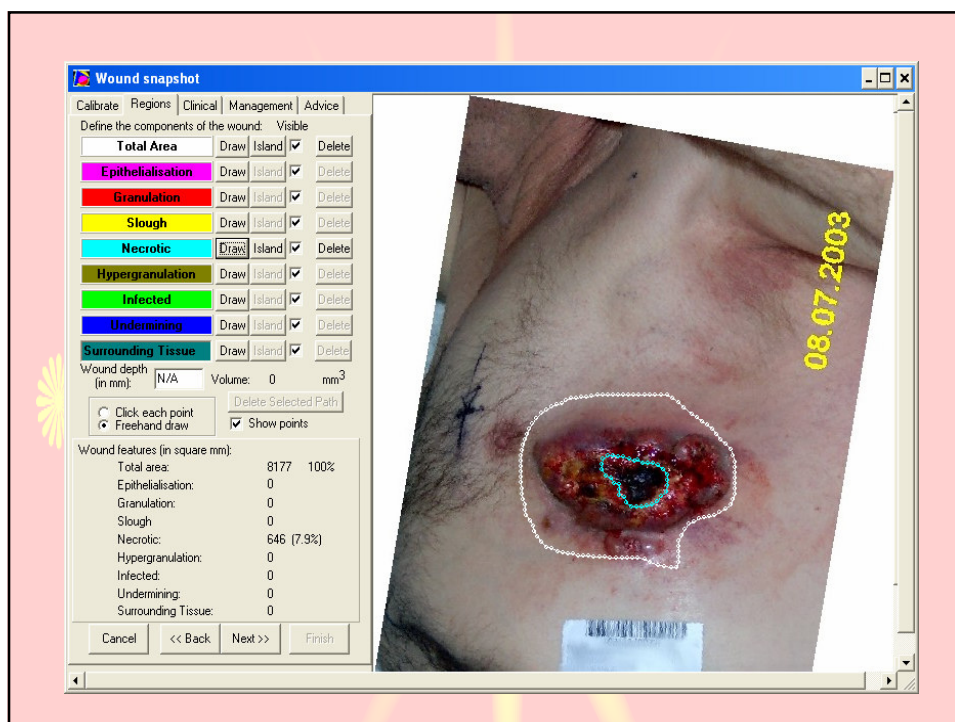 Wound snapshot
Calibrate Regions Clinical Management Advice
Define the components of the wound: Visible
Total Area Draw Island Delete
Epithelialisation Draw Island Delete
Granulation Draw Island Delete
Slough Draw Island Delete
Necrotic Draw Island Delete
Hypergranulation Draw Island Delete
Infected Draw Island Delete
Undermining Draw Island Delete
Surrounding Tissue Draw Island Delete
Wound depth
(in mm): N/A Volume: 0 mm3
Delete Selected Path
Click each point
Freehand draw Show points
Wound features (in square mm):
Total area: 8177 100%
Epithelialisation: 0
Granulation: 0
Slough 0
Necrotic: 646 (7.9%)
Hypergranulation: 0
Infected: 0
Undermining: 0
Surrounding Tissue: 0
Cancel << Back Next >> Finish
08.07.2003